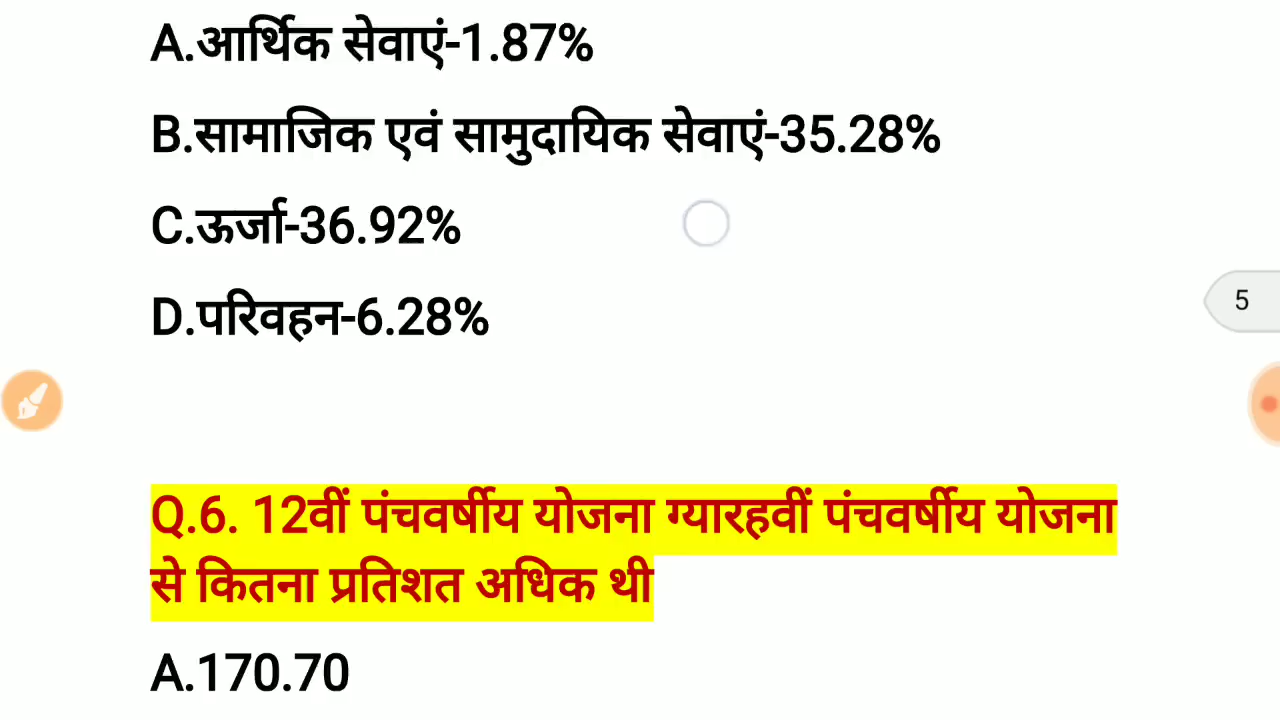 A.आर्थिक सेवाएं-1.87%
B.सामाजिक एवं सामुदायिक सेवाएं-35.28%
C.ऊर्जा-36.92%
D.परिवहन-6.28%
5
Q.6. 12वीं पंचवर्षीय योजना ग्यारहवीं पंचवर्षीय योजना
से कितना प्रतिशत अधिक थी
A.170.70